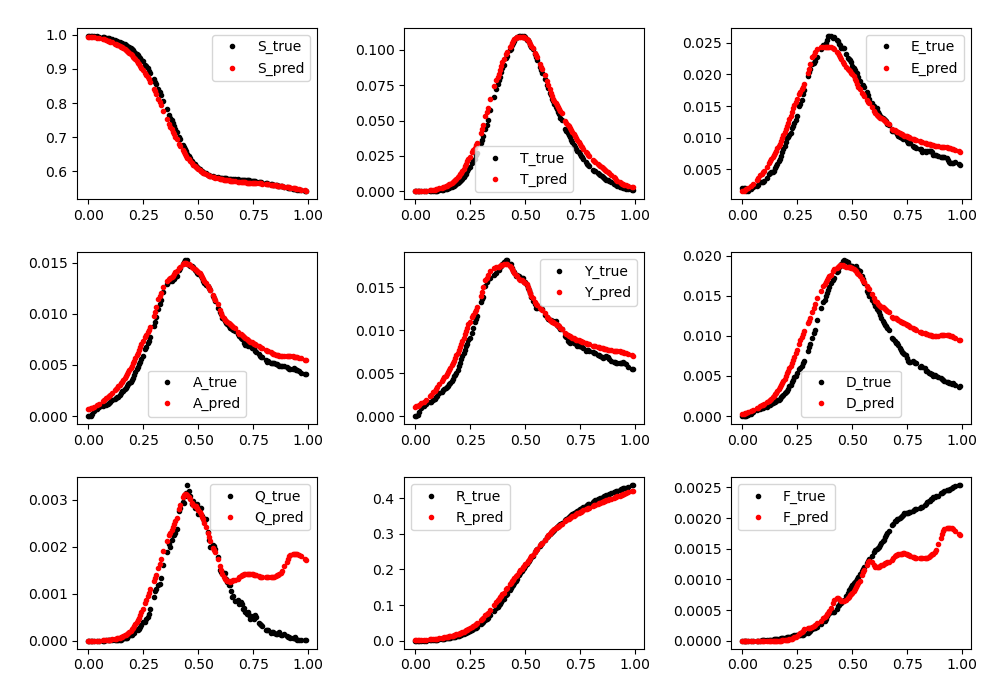 S_true
S_pred
1.0
0.9
0.8
0.7
0.6
0.00 0.25 0.50 0.75 1.00
T_true
T_pred
0.100
0.075
0.050
0.025
0.000
0.00 0.25 0.50 0.75 1.00
E_true
E_pred
0.025
0.020
0.015
0.010
0.005
0.00 0.25 0.50 0.75 1.00
A_true
A_pred
0.015
0.010
0.005
0.000
0.00 0.25 0.50 0.75 1.00
Y_true
Y_pred
0.015
0.010
0.005
0.000
0.00 0.25 0.50 0.75 1.00
D_true
D_pred
0.020
0.015
0.010
0.005
0.000
0.00 0.25 0.50 0.75 1.00
Q_true
Q_pred
0.003
0.002
0.001
0.000
0.00 0.25 0.50 0.75 1.00
R_true
R_pred
0.4
0.3
0.2
0.1
0.0
0.00 0.25 0.50 0.75 1.00
F_true
F_pred
0.0025
0.0020
0.0015
0.0010
0.0005
0.0000
0.00 0.25 0.50 0.75 1.00